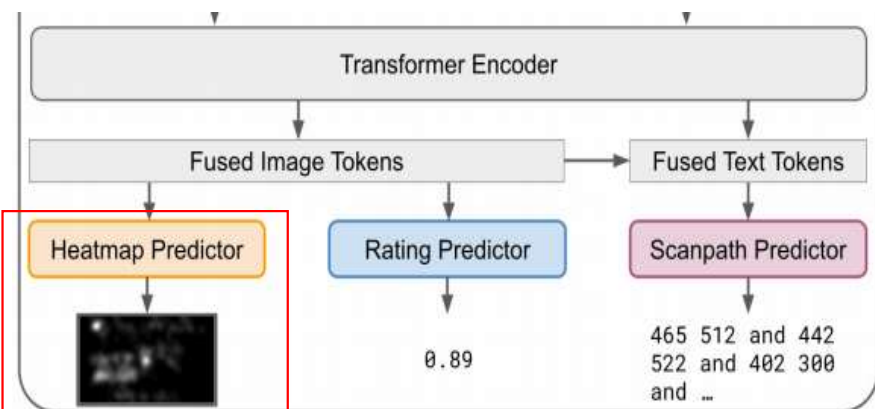 Transformer Encoder
Fused Image Tokens
Fused Text Tokens
Heatmap Predictor
Rating Predictor
Scanpath Predictor
0.89
465 512 and 442
522 and 402 300
and …